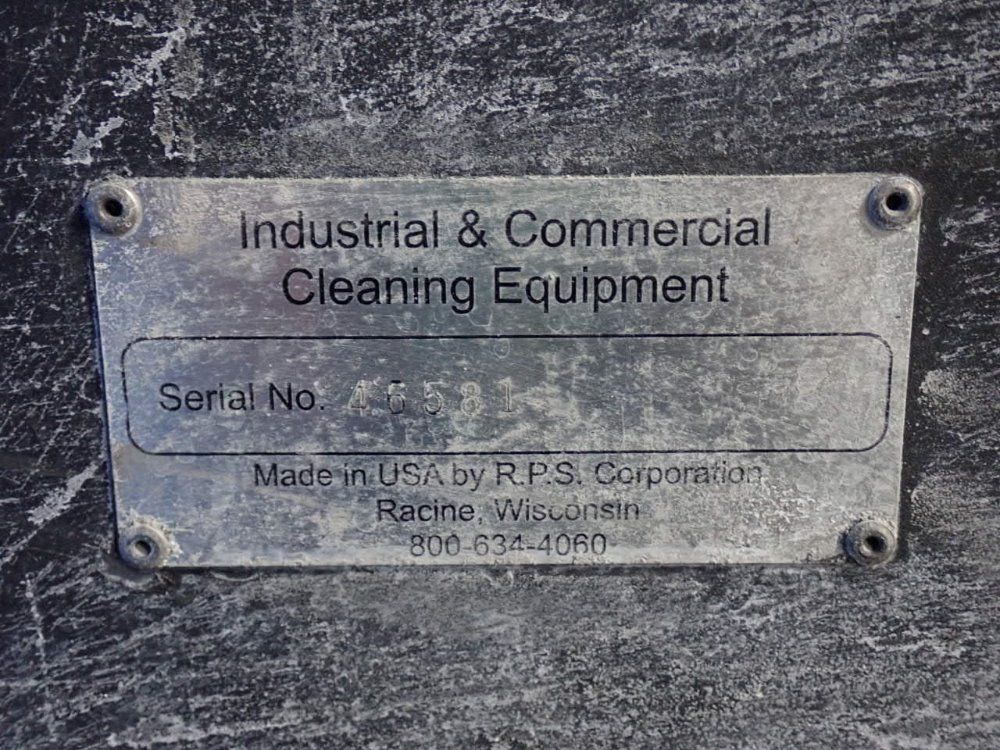 Industrial & Commercial
Cleaning Equipment
Serial No. 46581
Made in USA by R.P.S. Corporation
Racine, Wisconsin
800-634-4060